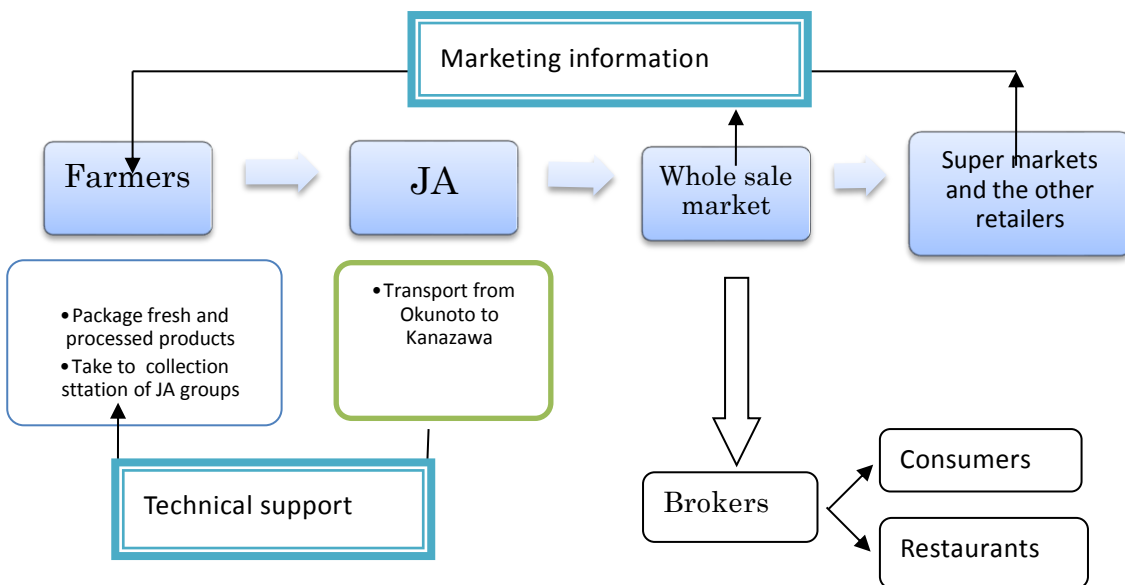 Marketing information
Farmers
JA
Whole sale
market
Super markets
and the other
retailers
•Package fresh and
processed products
•Take to collection
sttation of JA groups
•Transport from
Okunoto to
Kanazawa
Technical support
Brokers
Consumers
Restaurants